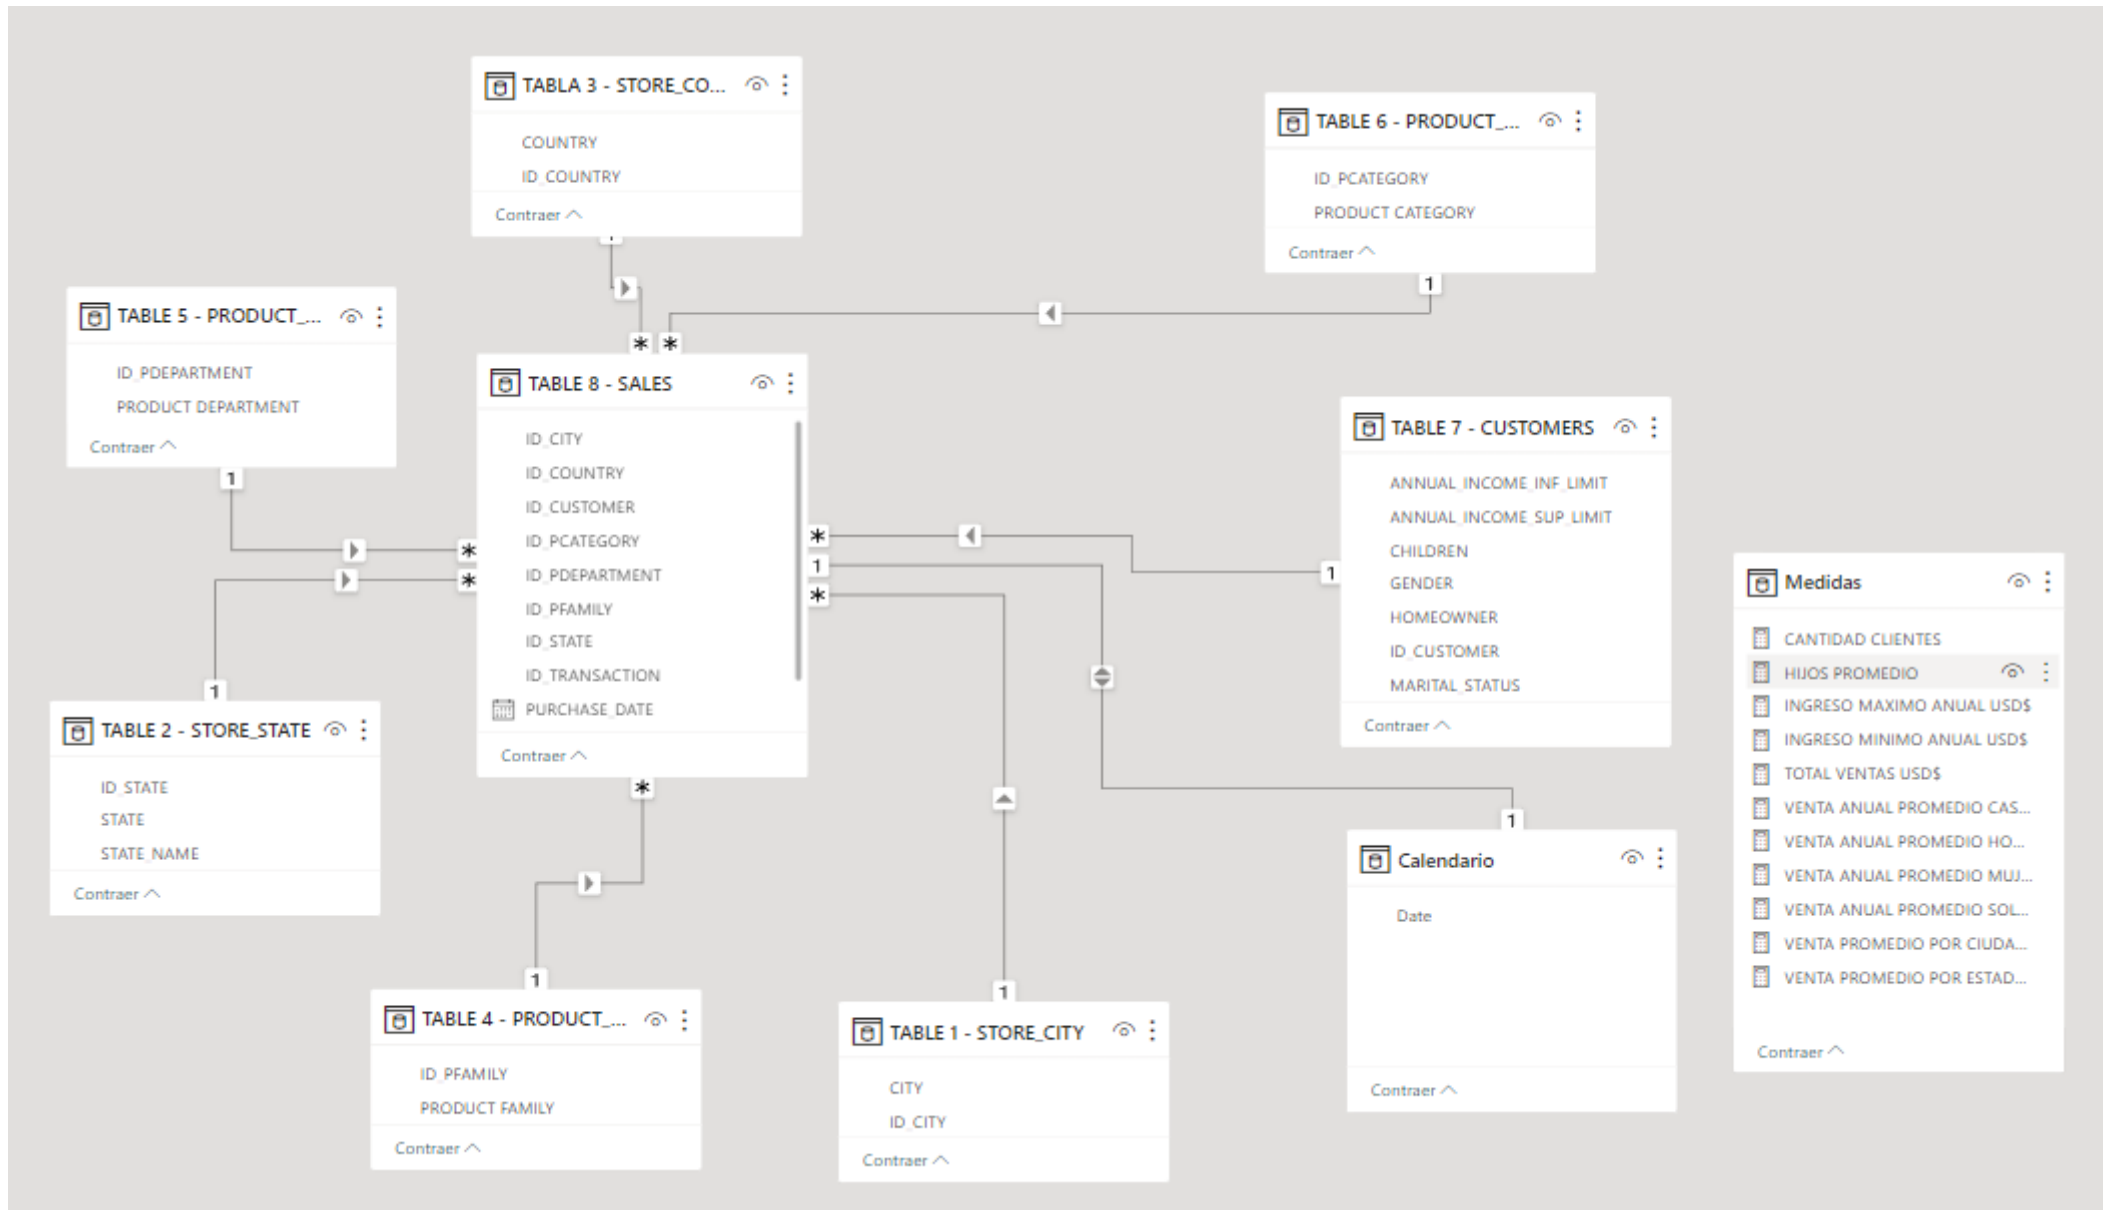 TABLA 3 - STORE_CO...
COUNTRY
ID_COUNTRY
Contraer
1
TABLE 6 - PRODUCT_...
ID_PCATEGORY
PRODUCT CATEGORY
Contraer
1
TABLE 5 - PRODUCT_...
ID_PDEPARTMENT
PRODUCT DEPARTMENT
Contraer
1
* *
TABLE 8 - SALES
ID_CITY
ID_COUNTRY
ID_CUSTOMER
ID_PCATEGORY
ID_PDEPARTMENT
ID_PFAMILY
ID_STATE
ID_TRANSACTION
PURCHASE_DATE
Contraer
*
*
*
1
*
*
TABLE 7 - CUSTOMERS
ANNUAL_INCOME_INF_LIMIT
ANNUAL_INCOME_SUP_LIMIT
CHILDREN
GENDER
HOMEOWNER
ID_CUSTOMER
MARITAL_STATUS
Contraer
1
Medidas
CANTIDAD CLIENTES
HIJOS PROMEDIO
INGRESO MAXIMO ANUAL USD$
INGRESO MINIMO ANUAL USD$
TOTAL VENTAS USD$
VENTA ANUAL PROMEDIO CAS...
VENTA ANUAL PROMEDIO HO...
VENTA ANUAL PROMEDIO MUJ...
VENTA ANUAL PROMEDIO SOL...
VENTA PROMEDIO POR CIUDA...
VENTA PROMEDIO POR ESTAD...
Contraer
1
TABLE 2 - STORE_STATE
ID_STATE
STATE
STATE_NAME
Contraer
1
Calendario
Date
Contraer
1
TABLE 4 - PRODUCT_...
ID_PFAMILY
PRODUCT FAMILY
Contraer
1
TABLE 1 - STORE_CITY
CITY
ID_CITY
Contraer